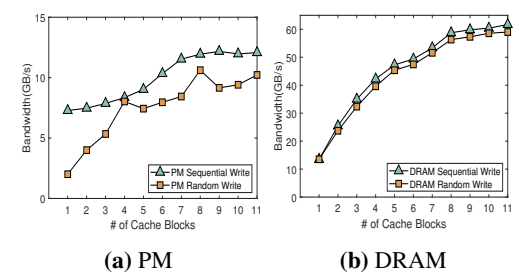 15
10
5
0
Bandwidth(GB/s)
PM Sequential Write
PM Random Write
1 2 3 4 5 6 7 8 9 10 11
# of Cache Blocks
(a) PM
60
50
40
30
20
10
0
Bandwidth(GB/s)
DRAM Sequential Write
DRAM Random Write
1 2 3 4 5 6 7 8 9 10 11
# of Cache Blocks
(b) DRAM